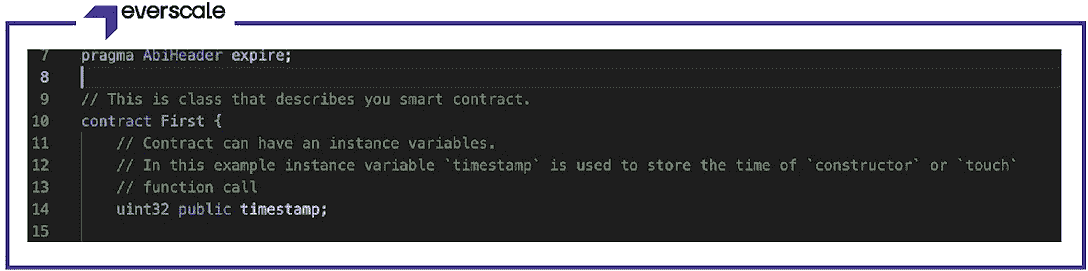 everscale
7 pragma AbiHeader expire;
8
9 // This is class that describes you smart contract.
10 contract First {
11 // Contract can have an instance variables.
12 // In this example instance variable `timestamp` is used to store the time of `constructor` or `touch`
13 // function call
14 uint32 public timestamp;
15